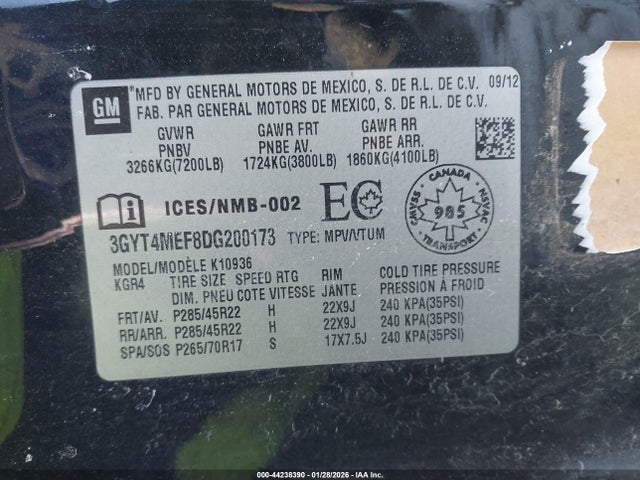 GM
*MFD BY GENERAL MOTORS DE MEXICO, S. DE R.L. DE C.V. 09/12
FAB. PAR GENERAL MOTORS DE MEXICO, S. DE R.L. DE C.V.
GVWR GAWR FRT GAWR RR
PNBV PNBE AV. PNBE ARR.
3266KG(7200LB) 1724KG(3800LB) 1860KG(4100LB)
i ICES/NMB-002 EC CANADA CMVSS 985 NSVAC TRANSPORT
3GYT4MEF8DG200173 TYPE: MPV/VTUM
MODEL/MODÈLE K10936
KGR4 TIRE SIZE SPEED RTG RIM COLD TIRE PRESSURE
DIM. PNEU COTE VITESSE JANTE PRESSION À FROID
FRT/AV. P285/45R22 H 22X9J 240 KPA(35PSI)
RR/ARR. P285/45R22 H 22X9J 240 KPA(35PSI)
SPA/SOS P265/70R17 S 17X7.5J 240 KPA(35PSI)
000-44238390 - 01/28/2026 - IAA Inc.